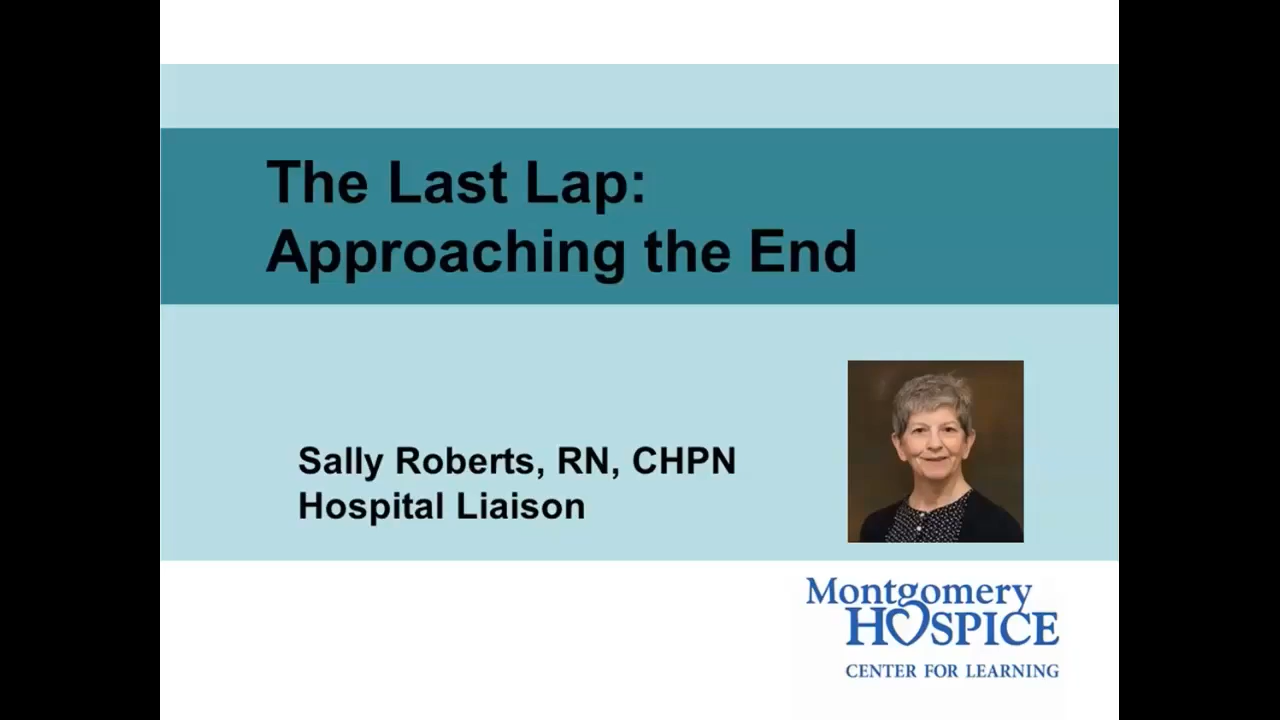 The Last Lap:
Approaching the End
Sally Roberts, RN, CHPN
Hospital Liaison
Montgomery
HOSPICE
CENTER FOR LEARNING